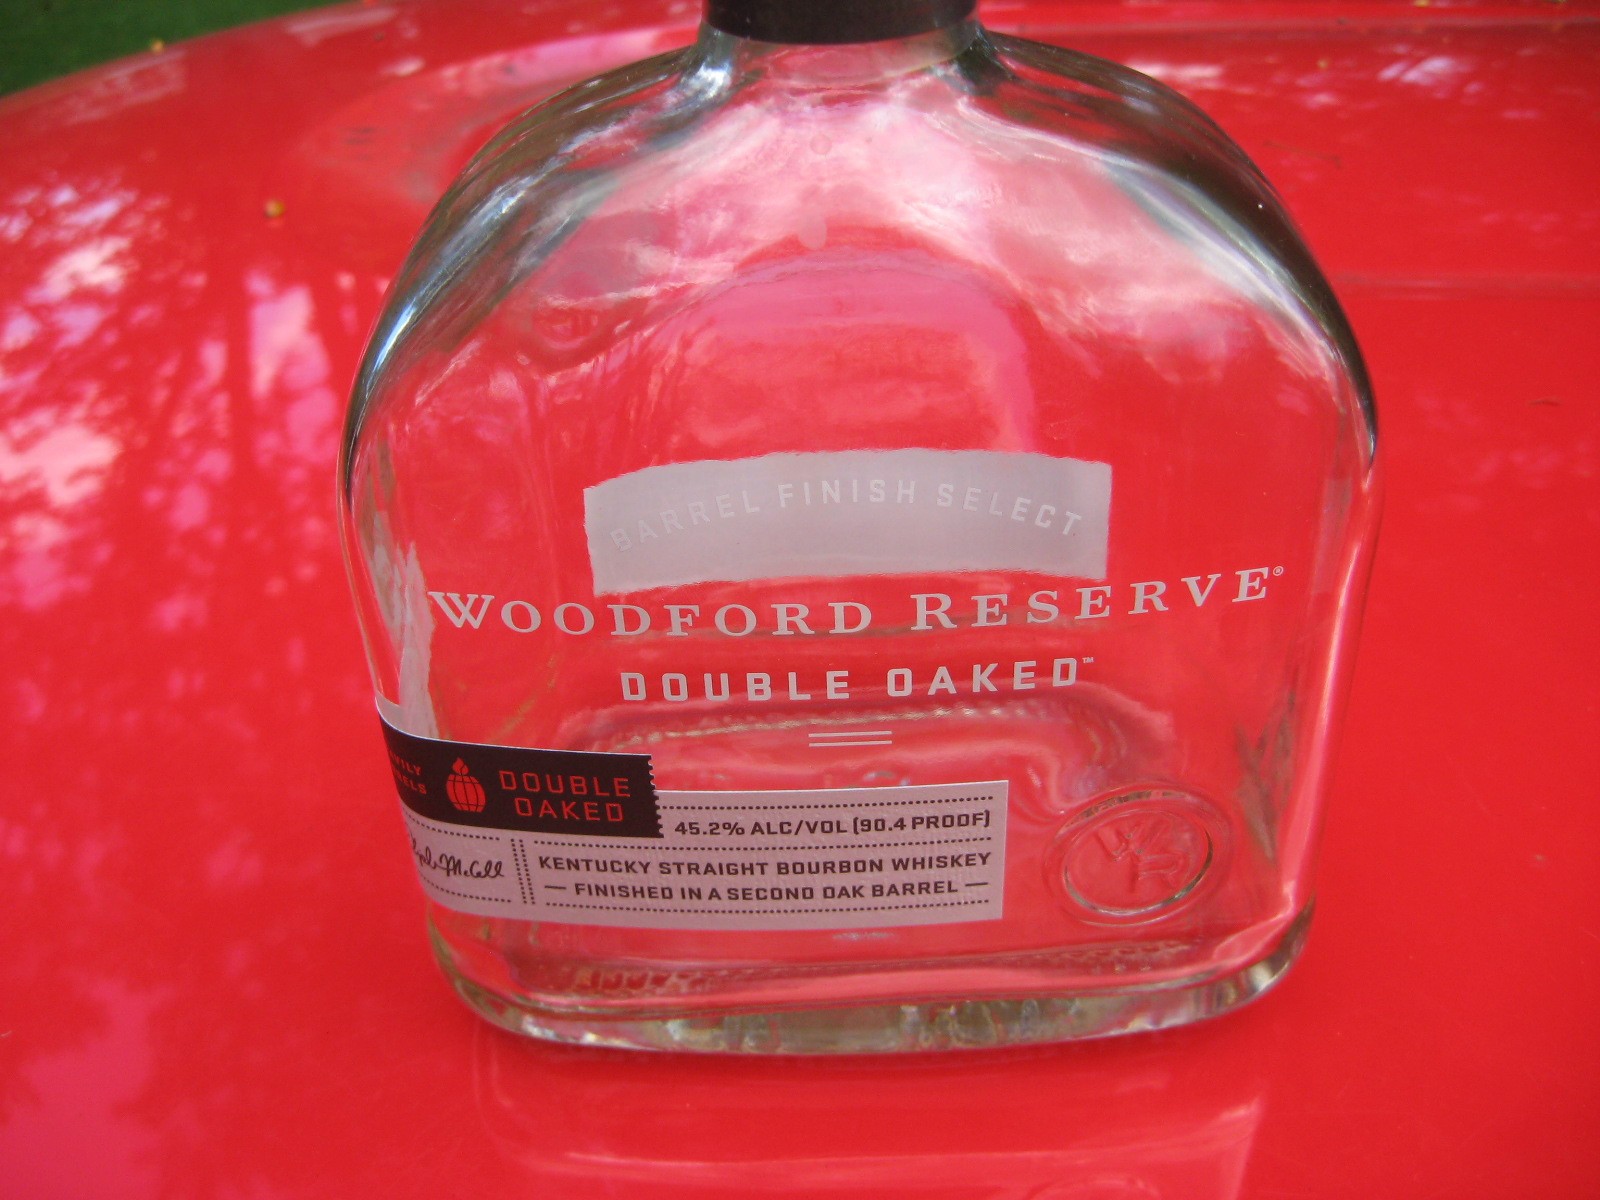 BARREL FINISH SELECT
WOODFORD RESERVE®
DOUBLE OAKED™
DOUBLE
OAKED
45.2% ALC/VOL (90.4 PROOF)
KENTUCKY STRAIGHT BOURBON WHISKEY
— FINISHED IN A SECOND OAK BARREL —
WR